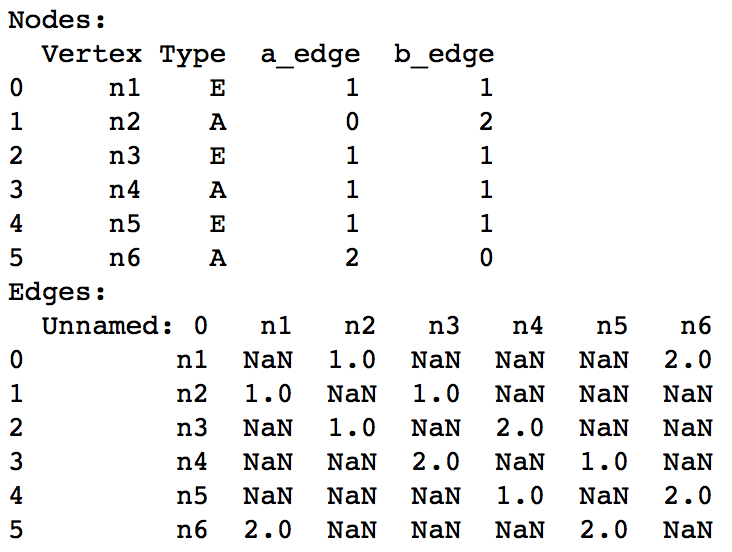 Nodes:
Vertex Type a_edge b_edge
0 n1 E 1 1
1 n2 A 0 2
2 n3 E 1 1
3 n4 A 1 1
4 n5 E 1 1
5 n6 A 2 0
Edges:
Unnamed: 0 n1 n2 n3 n4 n5 n6
0 n1 NaN 1.0 NaN NaN NaN 2.0
1 n2 1.0 NaN 1.0 NaN NaN NaN
2 n3 NaN 1.0 NaN 2.0 NaN NaN
3 n4 NaN NaN 2.0 NaN 1.0 NaN
4 n5 NaN NaN NaN 1.0 NaN 2.0
5 n6 2.0 NaN NaN NaN 2.0 NaN